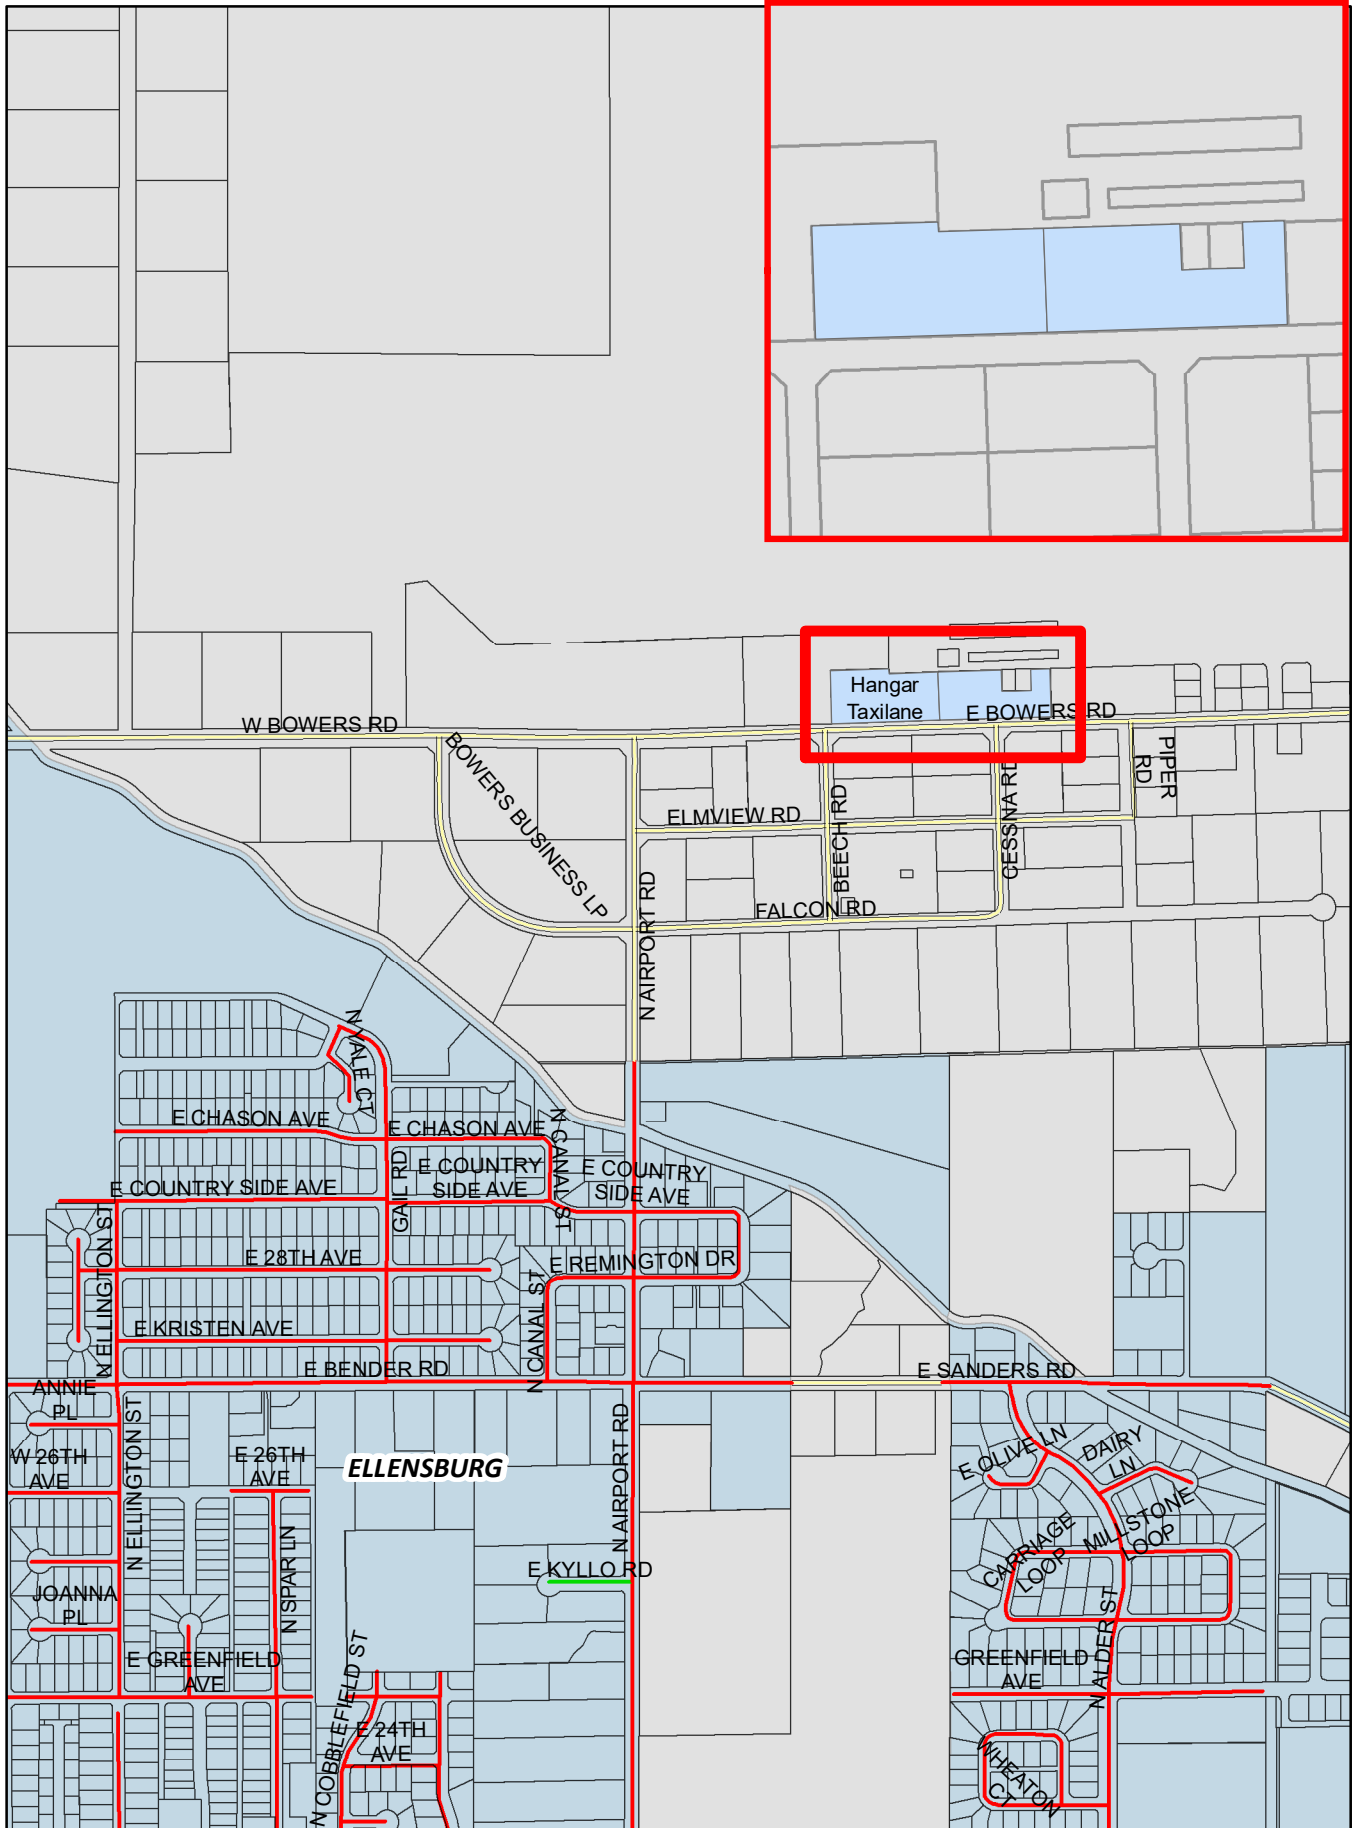 Hangar
Taxilane
W BOWERS RD
E BOWERS RD
BOWERS BUSINESS LP
PIPER
RD
ELMVIEW RD
BEECH RD
CESSNA RD
N AIRPORT RD
FALCON RD
N YALE CT
E CHASON AVE
E CHASON AVE
N CANAL ST
E COUNTRY
SIDE AVE
E COUNTRY
SIDE AVE
E COUNTRY SIDE AVE
GAIL RD
N ELLINGTON ST
E 28TH AVE
E REMINGTON DR
N CANAL ST
E KRISTEN AVE
E BENDER RD
E SANDERS RD
ANNIE
PL
N ELLINGTON ST
W 26TH
AVE
E 26TH
AVE
ELLENSBURG
N AIRPORT RD
E OLIVE LN
DAIRY
LN
CARRIAGE
LOOP
MILLSTONE
LOOP
N SPAR LN
E KYLLO RD
JOANNA
PL
E GREENFIELD
AVE
N COBBLEFIELD ST
GREENFIELD
AVE
N ALDER ST
E 24TH
AVE
WHEATON
CT